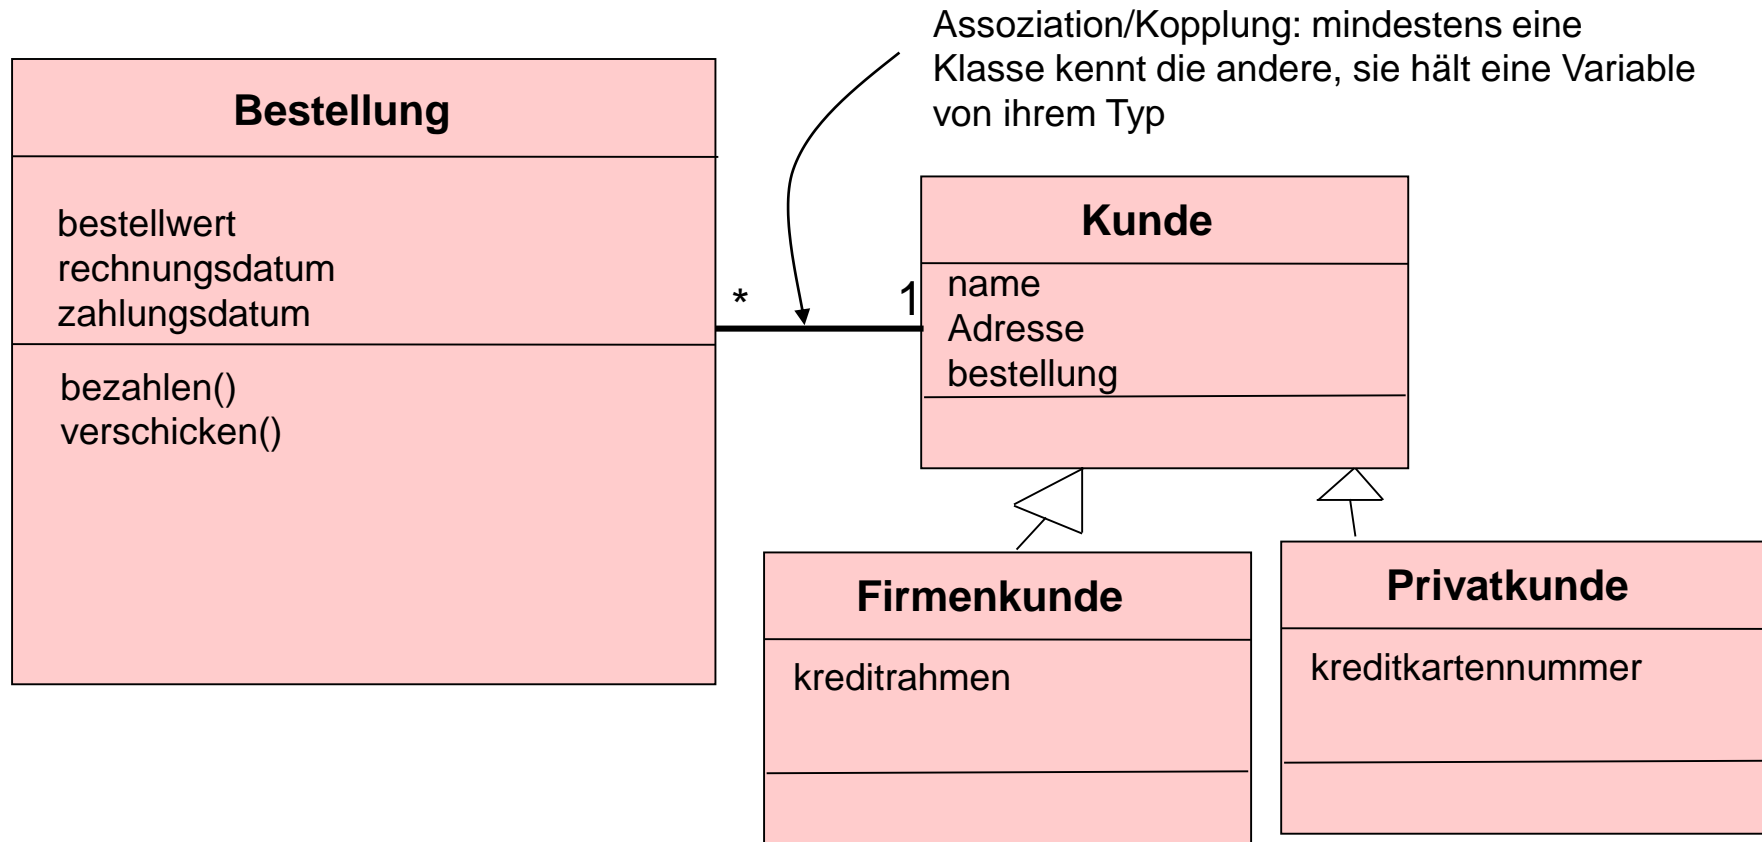 Assoziation/Kopplung: mindestens eine
Klasse kennt die andere, sie hält eine Variable
von ihrem Typ
Bestellung
bestellwert
rechnungsdatum
zahlungsdatum
bezahlen()
verschicken()
*
1
Kunde
name
Adresse
bestellung
Firmenkunde
kreditrahmen
Privatkunde
kreditkartennummer